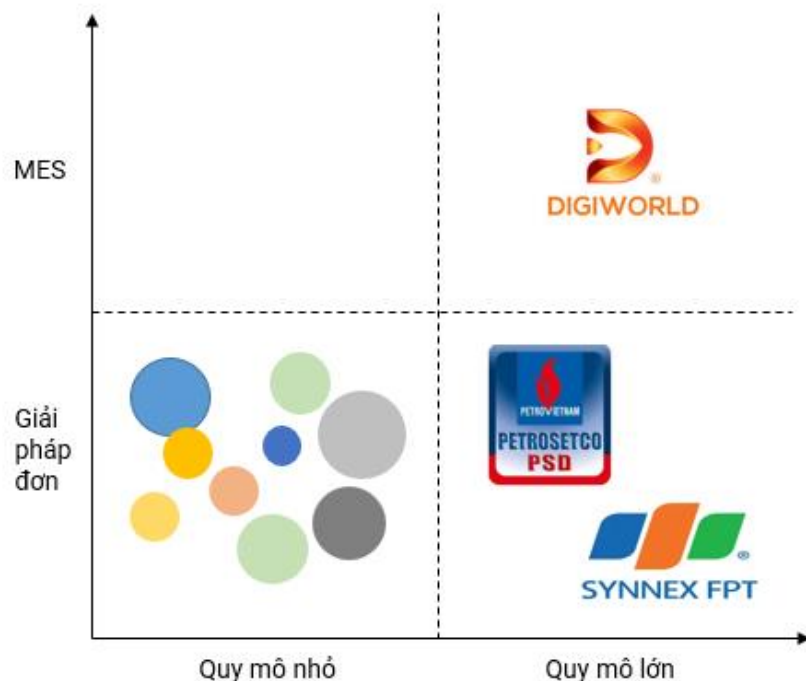 MES
®
DIGIWORLD
Giải
pháp
đơn
PETROVIETNAM
PETROSETCO
PSD
®
SYNNEX FPT
Quy mô nhỏ
Quy mô lớn